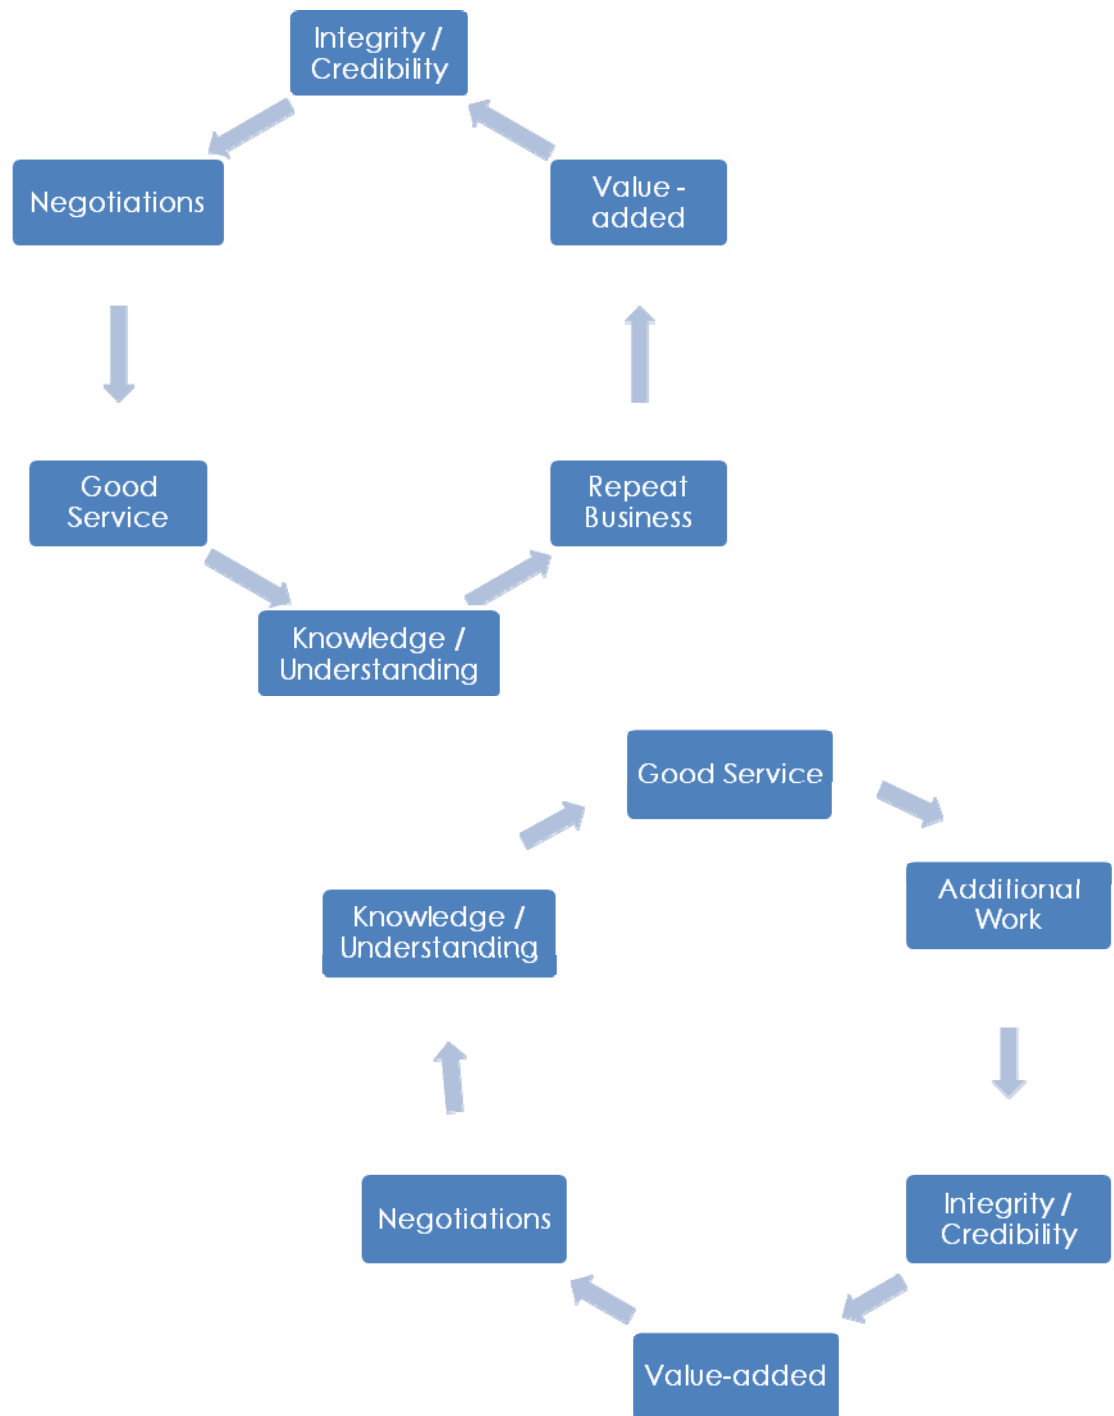 Integrity /
Credibility
Negotiations
Value -
added
Good
Service
Repeat
Business
Knowledge /
Understanding
Good Service
Additional
Work
Knowledge /
Understanding
Negotiations
Integrity /
Credibility
Value-added